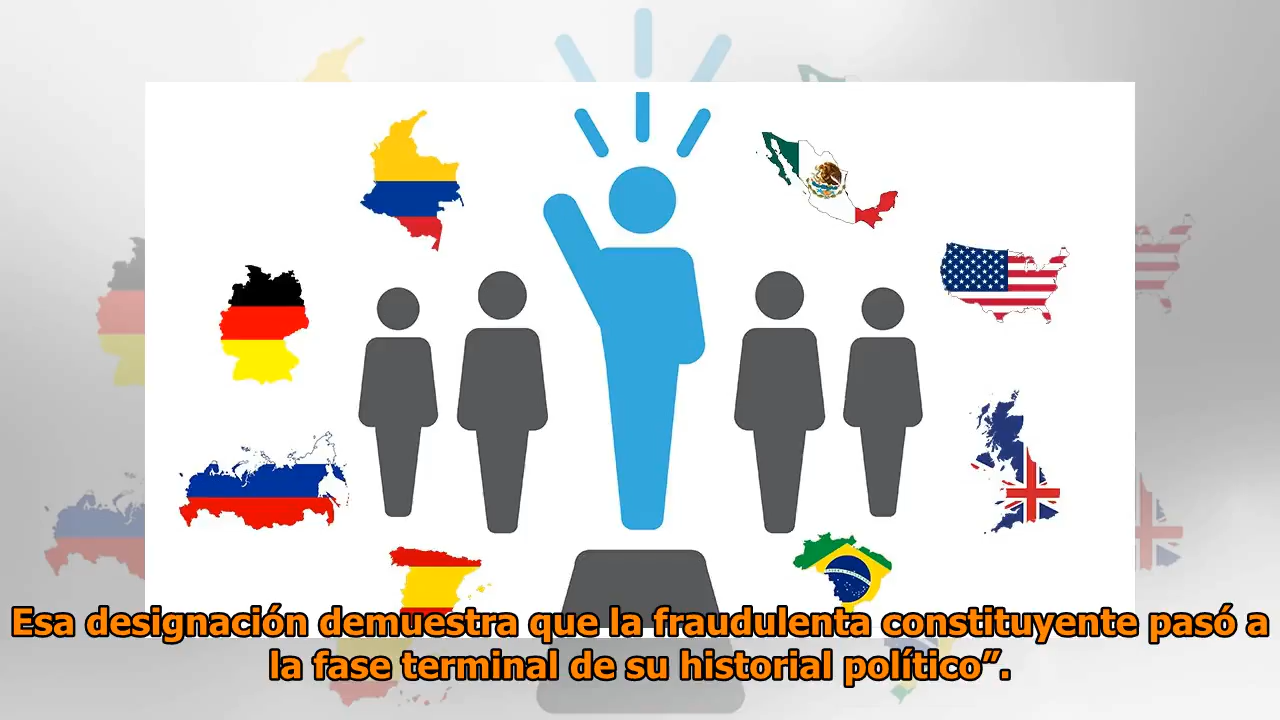 Esa designación demuestra que la fraudulenta constituyente pasó a
la fase terminal de su historial político”.